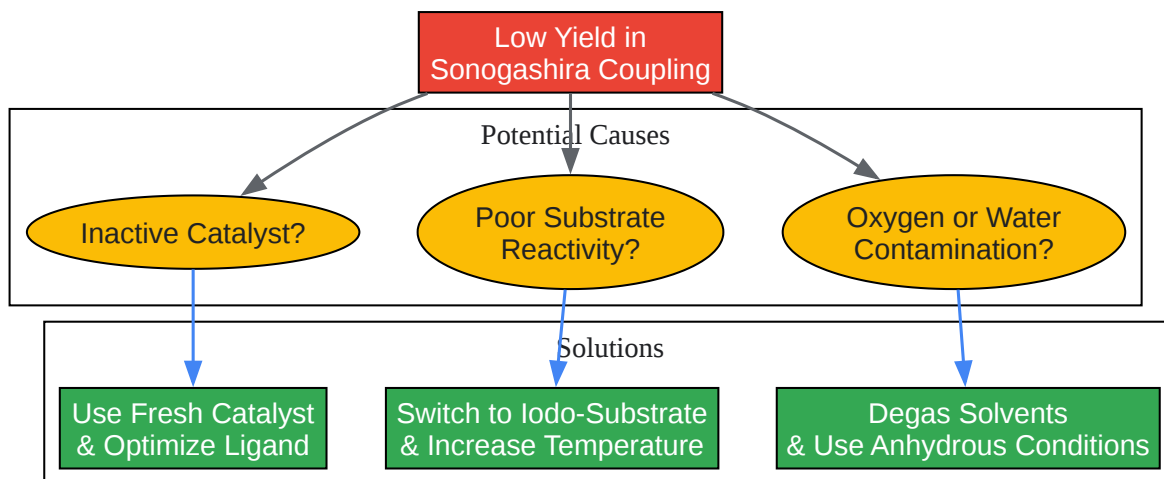 Low Yield in
Sonogashira Coupling
Potential Causes
Inactive Catalyst?
Poor Substrate
Reactivity?
Oxygen or Water
Contamination?
Solutions
Use Fresh Catalyst
& Optimize Ligand
Switch to Iodo-Substrate
& Increase Temperature
Degas Solvents
& Use Anhydrous Conditions